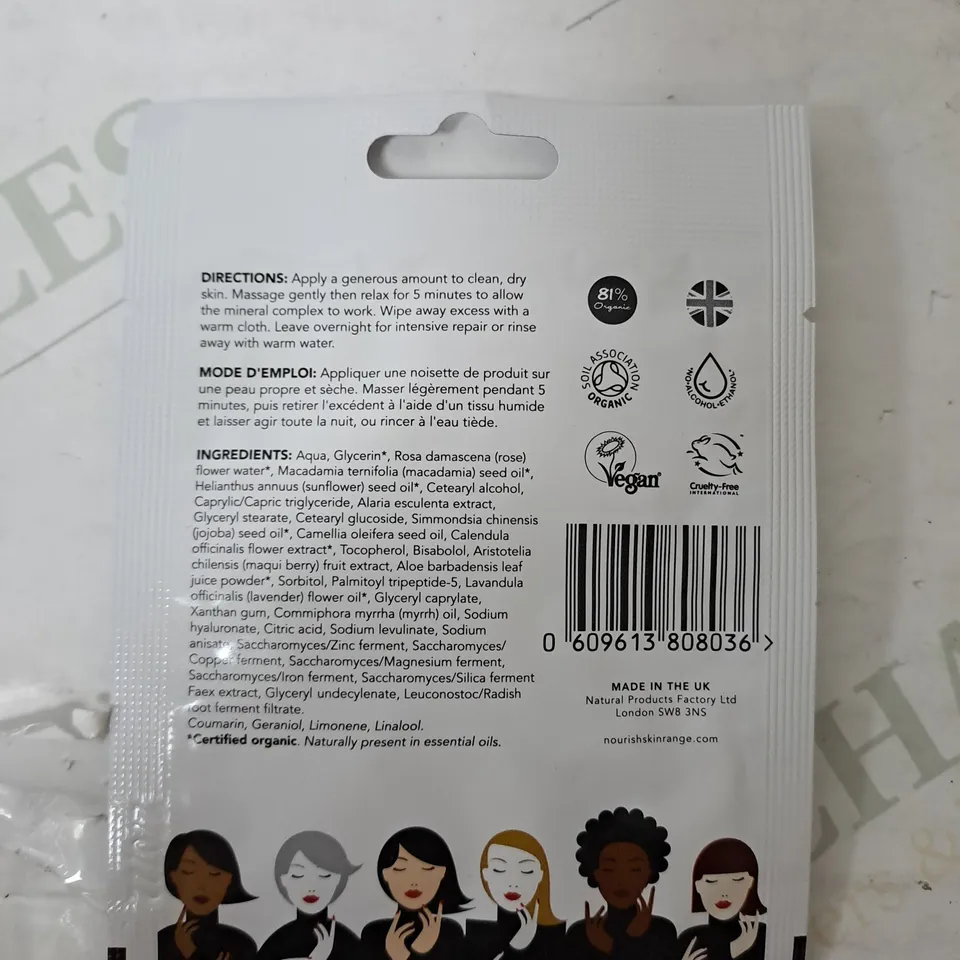 DIRECTIONS: Apply a generous amount to clean, dry
skin. Massage gently then relax for 5 minutes to allow
the mineral complex to work. Wipe away excess with a
warm cloth. Leave overnight for intensive repair or rinse
away with warm water.
MODE D'EMPLOI: Appliquer une noisette de produit sur
une peau propre et sèche. Masser légèrement pendant 5
minutes, puis retirer l'excédent à l'aide d'un tissu humide
et laisser agir toute la nuit, ou rincer à l'eau tiède.
INGREDIENTS: Aqua, Glycerin*, Rosa damascena (rose)
flower water*, Macadamia ternifolia (macadamia) seed oil*,
Helianthus annuus (sunflower) seed oil*, Cetearyl alcohol,
Caprylic/Capric triglyceride, Alaria esculenta extract,
Glyceryl stearate, Cetearyl glucoside, Simmondsia chinensis
(jojoba) seed oil*, Camellia oleifera seed oil, Calendula
officinalis flower extract*, Tocopherol, Bisabolol, Aristotelia
chilensis (maqui berry) fruit extract, Aloe barbadensis leaf
juice powder*, Sorbitol, Palmitoyl tripeptide-5, Lavandula
officinalis (lavender) flower oil*, Glyceryl caprylate,
Xanthan gum, Commiphora myrrha (myrrh) oil, Sodium
hyaluronate, Citric acid, Sodium levulinate, Sodium
anisate, Saccharomyces/Zinc ferment, Saccharomyces/
Copper ferment, Saccharomyces/Magnesium ferment,
Saccharomyces/Iron ferment, Saccharomyces/Silica ferment
Faex extract, Glyceryl undecylenate, Leuconostoc/Radish
root ferment filtrate.
Coumarin, Geraniol, Limonene, Linalool.
*Certified organic. Naturally present in essential oils.
81%
Organic
SOIL ASSOCIATION
ORGANIC
NO-ALCOHOL-ETHANOL
Vegan
Cruelty-Free
INTERNATIONAL
0 609613 808036 >
MADE IN THE UK
Natural Products Factory Ltd
London SW8 3NS
nourishskinrange.com